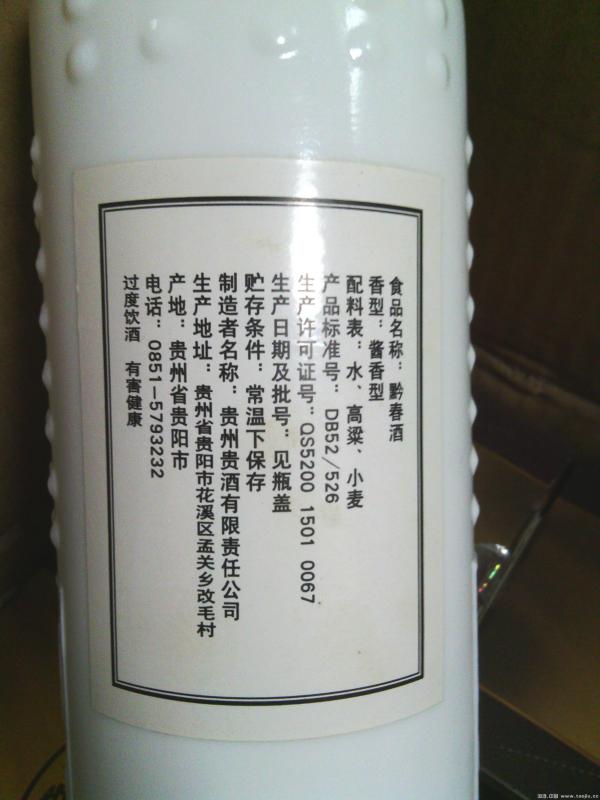 食品名称：黔春酒
香型：酱香型
配料表：水、高粱、小麦
产品标准号：DB52/526
生产许可证号：QS5200 1501 0067
生产日期及批号：见瓶盖
贮存条件：常温下保存
制造者名称：贵州贵酒有限责任公司
生产地址：贵州省贵阳市花溪区孟关乡改毛村
产地：贵州省贵阳市
电话：0851-5793232
过度饮酒 有害健康